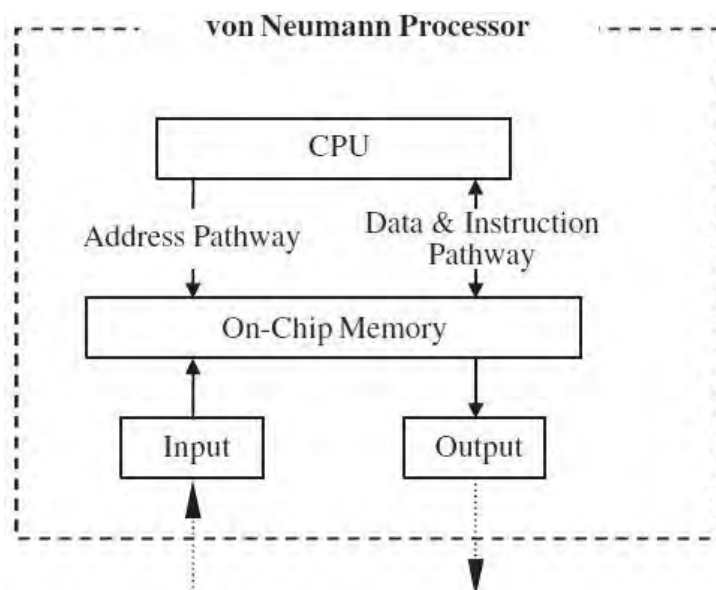 von Neumann Processor
CPU
Address Pathway
Data & Instruction
Pathway
On-Chip Memory
Input
Output